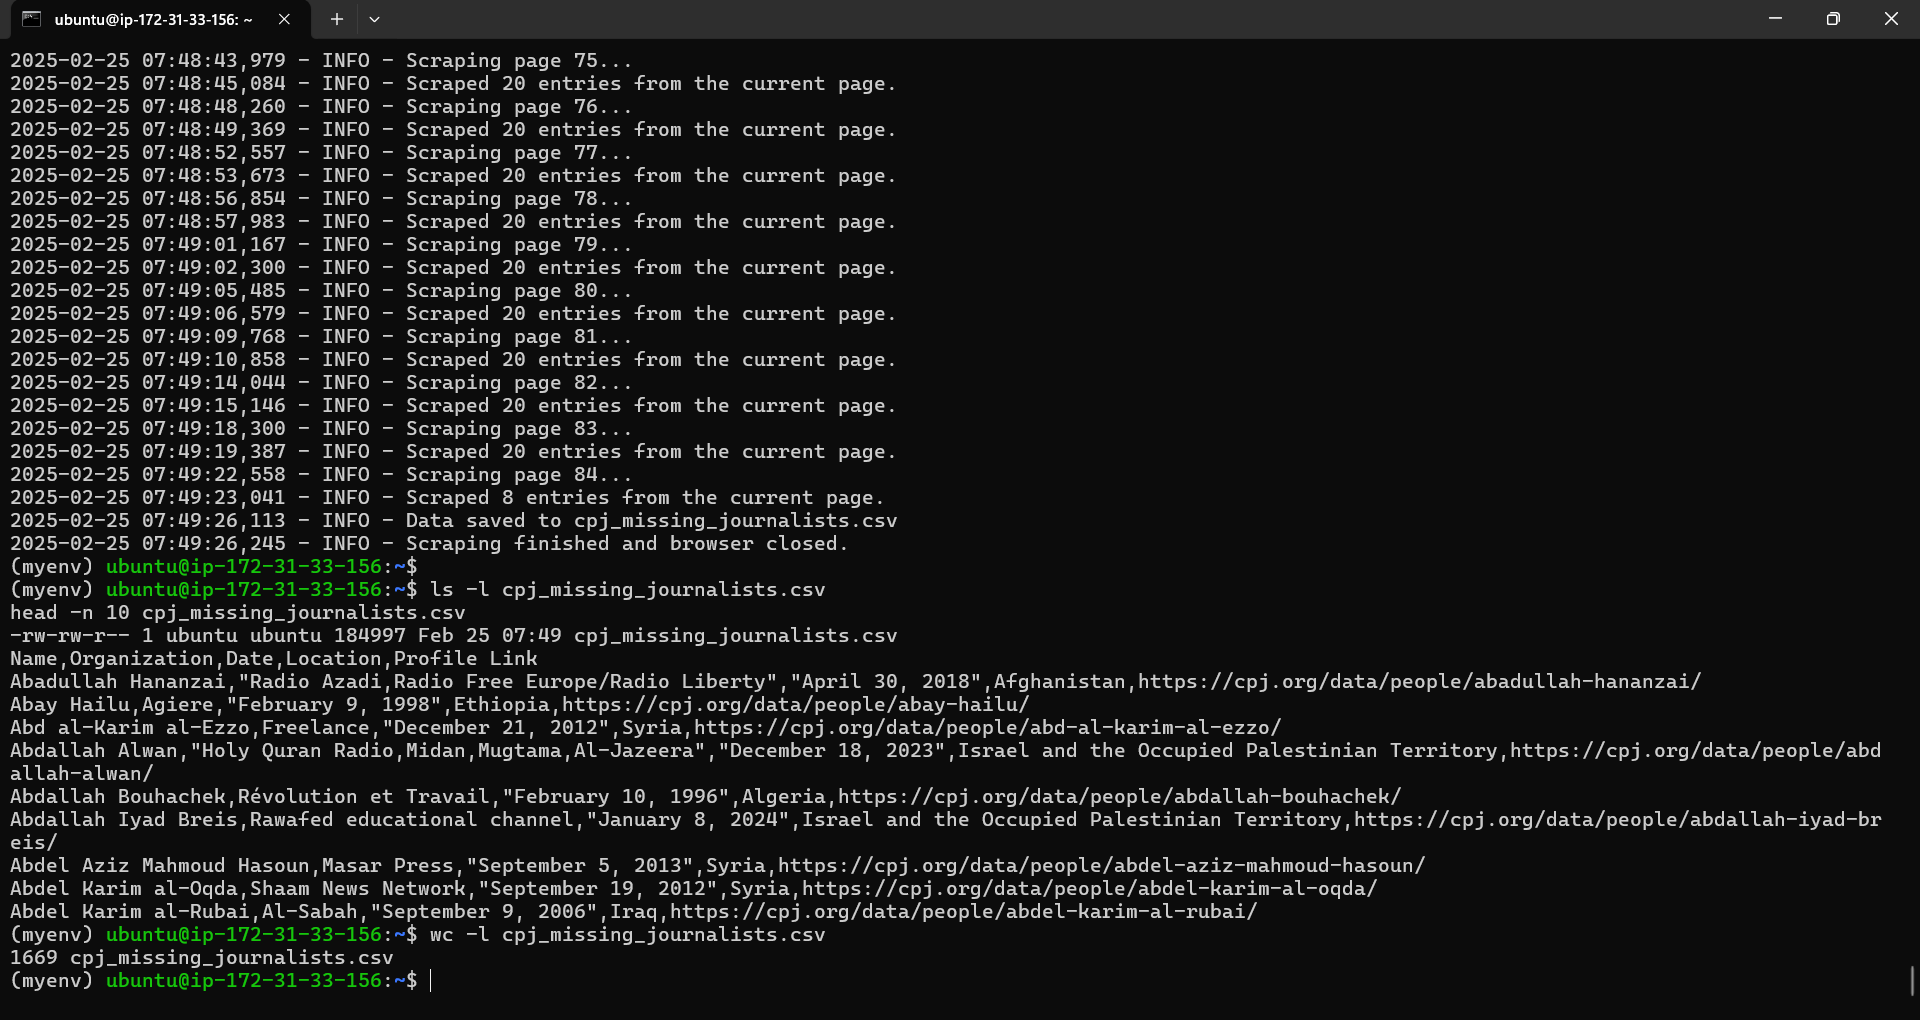 ubuntu@ip-172-31-33-156: ~
2025-02-25 07:48:43,979 - INFO - Scraping page 75...
2025-02-25 07:48:45,084 - INFO - Scraped 20 entries from the current page.
2025-02-25 07:48:48,260 - INFO - Scraping page 76...
2025-02-25 07:48:49,369 - INFO - Scraped 20 entries from the current page.
2025-02-25 07:48:52,557 - INFO - Scraping page 77...
2025-02-25 07:48:53,673 - INFO - Scraped 20 entries from the current page.
2025-02-25 07:48:56,854 - INFO - Scraping page 78...
2025-02-25 07:48:57,983 - INFO - Scraped 20 entries from the current page.
2025-02-25 07:49:01,167 - INFO - Scraping page 79...
2025-02-25 07:49:02,300 - INFO - Scraped 20 entries from the current page.
2025-02-25 07:49:05,485 - INFO - Scraping page 80...
2025-02-25 07:49:06,579 - INFO - Scraped 20 entries from the current page.
2025-02-25 07:49:09,768 - INFO - Scraping page 81...
2025-02-25 07:49:10,858 - INFO - Scraped 20 entries from the current page.
2025-02-25 07:49:14,044 - INFO - Scraping page 82...
2025-02-25 07:49:15,146 - INFO - Scraped 20 entries from the current page.
2025-02-25 07:49:18,300 - INFO - Scraping page 83...
2025-02-25 07:49:19,387 - INFO - Scraped 20 entries from the current page.
2025-02-25 07:49:22,558 - INFO - Scraping page 84...
2025-02-25 07:49:23,041 - INFO - Scraped 8 entries from the current page.
2025-02-25 07:49:26,113 - INFO - Data saved to cpj_missing_journalists.csv
2025-02-25 07:49:26,245 - INFO - Scraping finished and browser closed.
(myenv) ubuntu@ip-172-31-33-156:~$
(myenv) ubuntu@ip-172-31-33-156:~$ ls -l cpj_missing_journalists.csv
head -n 10 cpj_missing_journalists.csv
-rw-rw-r-- 1 ubuntu ubuntu 184997 Feb 25 07:49 cpj_missing_journalists.csv
Name,Organization,Date,Location,Profile Link
Abadullah Hananzai,"Radio Azadi,Radio Free Europe/Radio Liberty","April 30, 2018",Afghanistan,https://cpj.org/data/people/abadullah-hananzai/
Abay Hailu,Agiere,"February 9, 1998",Ethiopia,https://cpj.org/data/people/abay-hailu/
Abd al-Karim al-Ezzo,Freelance,"December 21, 2012",Syria,https://cpj.org/data/people/abd-al-karim-al-ezzo/
Abdallah Alwan,"Holy Quran Radio,Midan,Mugtama,Al-Jazeera","December 18, 2023",Israel and the Occupied Palestinian Territory,https://cpj.org/data/people/abd
allah-alwan/
Abdallah Bouhachek,Révolution et Travail,"February 10, 1996",Algeria,https://cpj.org/data/people/abdallah-bouhachek/
Abdallah Iyad Breis,Rawafed educational channel,"January 8, 2024",Israel and the Occupied Palestinian Territory,https://cpj.org/data/people/abdallah-iyad-br
eis/
Abdel Aziz Mahmoud Hasoun,Masar Press,"September 5, 2013",Syria,https://cpj.org/data/people/abdel-aziz-mahmoud-hasoun/
Abdel Karim al-Oqda,Shaam News Network,"September 19, 2012",Syria,https://cpj.org/data/people/abdel-karim-al-oqda/
Abdel Karim al-Rubai,Al-Sabah,"September 9, 2006",Iraq,https://cpj.org/data/people/abdel-karim-al-rubai/
(myenv) ubuntu@ip-172-31-33-156:~$ wc -l cpj_missing_journalists.csv
1669 cpj_missing_journalists.csv
(myenv) ubuntu@ip-172-31-33-156:~$